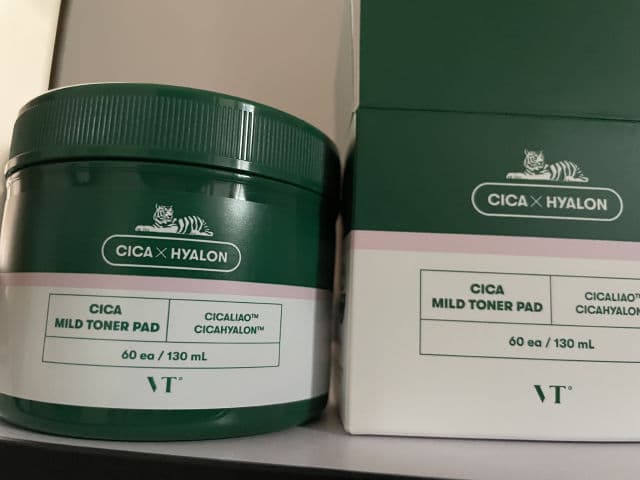 CICA × HYALON
CICA
MILD TONER PAD
CICALIAO™
CICAHYALON™
60 ea / 130 mL
VT°
CICA × HYALON
CICA
MILD TONER PAD
CICALIAO™
CICAHYALON
60 ea / 130 mL
VT°